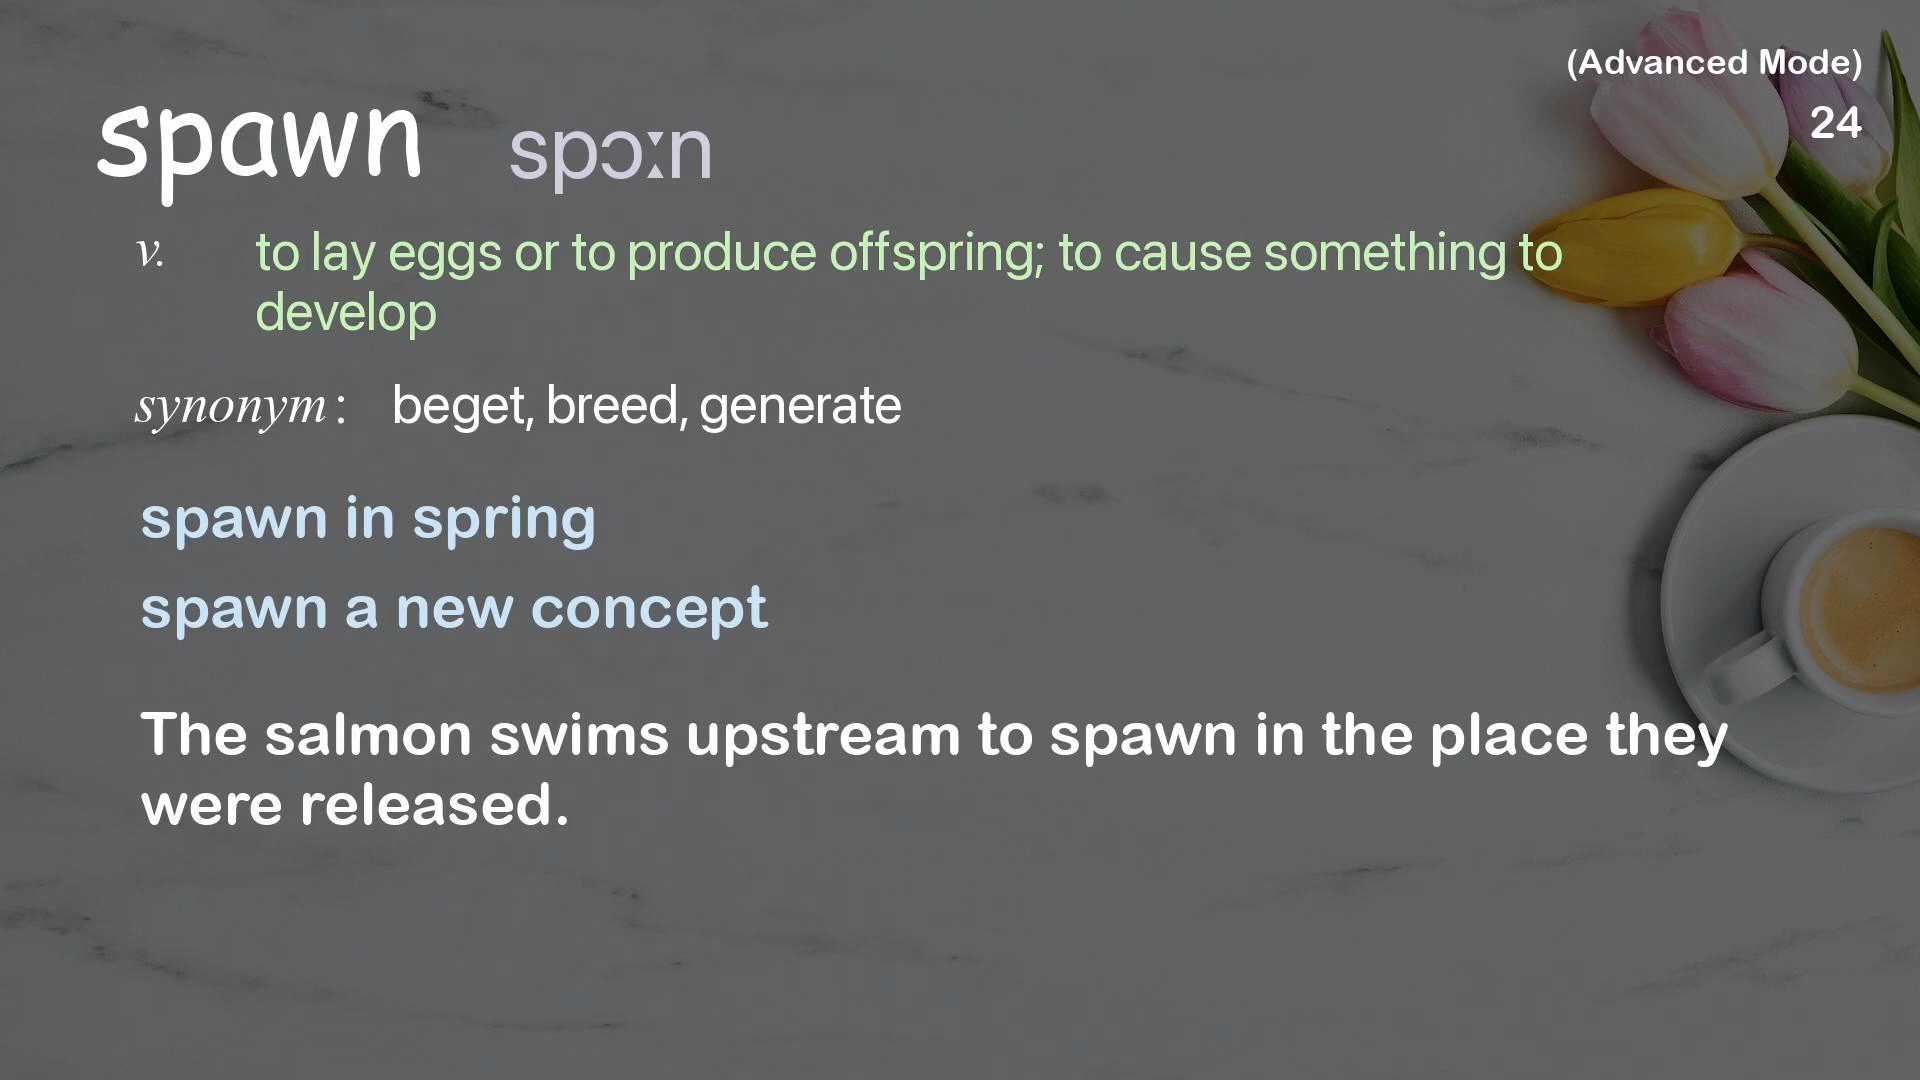 (Advanced Mode)
24
spawn spɔːn
v. to lay eggs or to produce offspring; to cause something to
develop
synonym : beget, breed, generate
spawn in spring
spawn a new concept
The salmon swims upstream to spawn in the place they
were released.